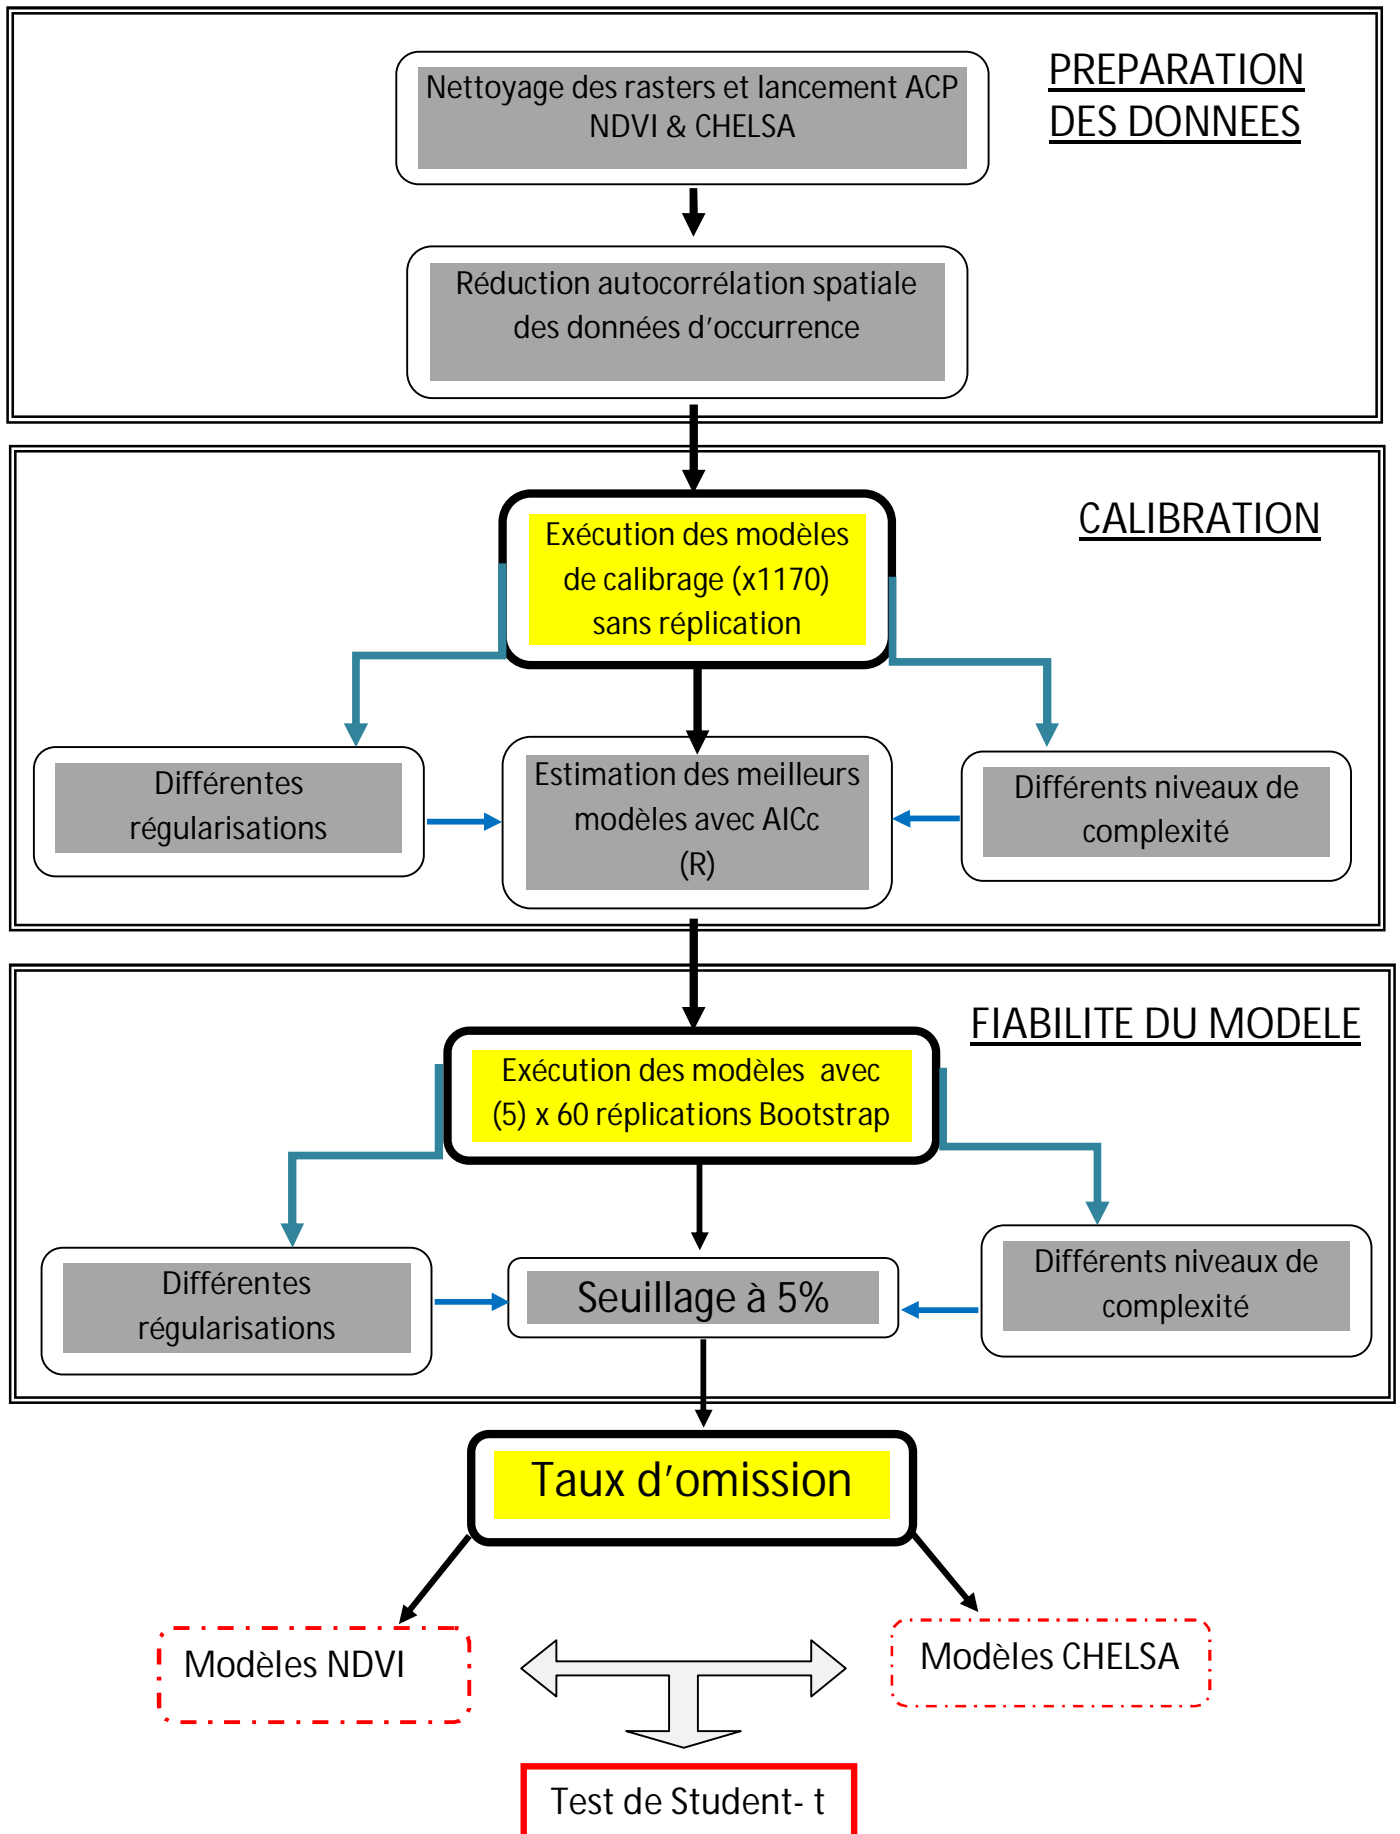 PREPARATION
DES DONNEES
Nettoyage des rasters et lancement ACP
NDVI & CHELSA
Réduction autocorrélation spatiale
des données d’occurrence
CALIBRATION
Exécution des modèles
de calibrage (x1170)
sans réplication
Différentes
régularisations
Estimation des meilleurs
modèles avec AICc
(R)
Différents niveaux de
complexité
FIABILITE DU MODELE
Exécution des modèles avec
(5) x 60 réplications Bootstrap
Différentes
régularisations
Seuillage à 5%
Différents niveaux de
complexité
Taux d’omission
Modèles NDVI
Modèles CHELSA
Test de Student- t